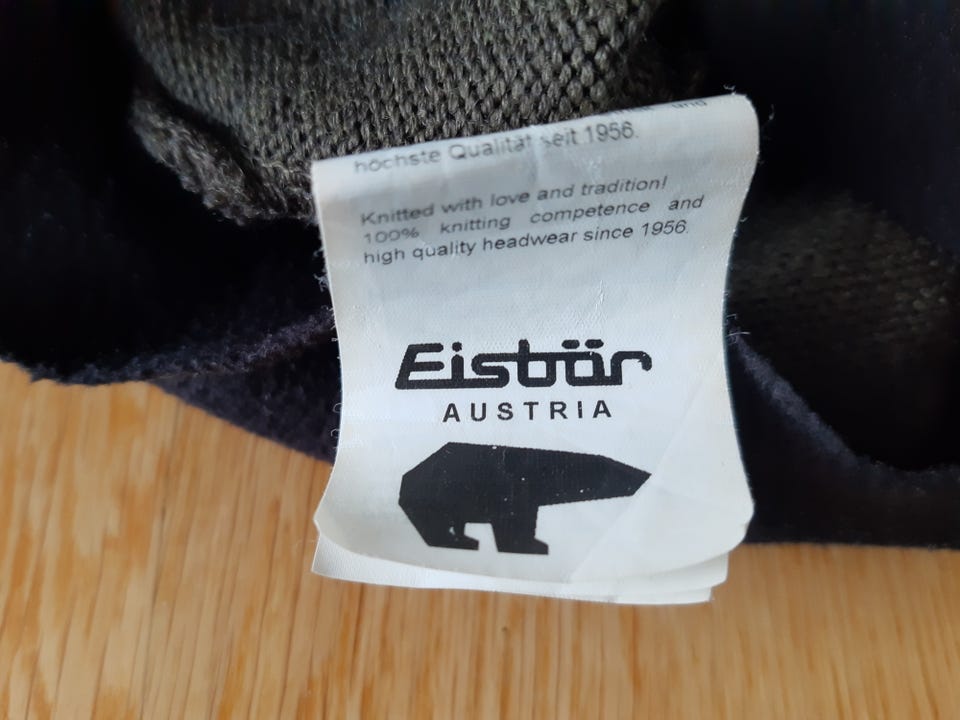 und
höchste Qualität seit 1956.
Knitted with love and tradition!
100% knitting competence and
high quality headwear since 1956.
Eisbär
AUSTRIA